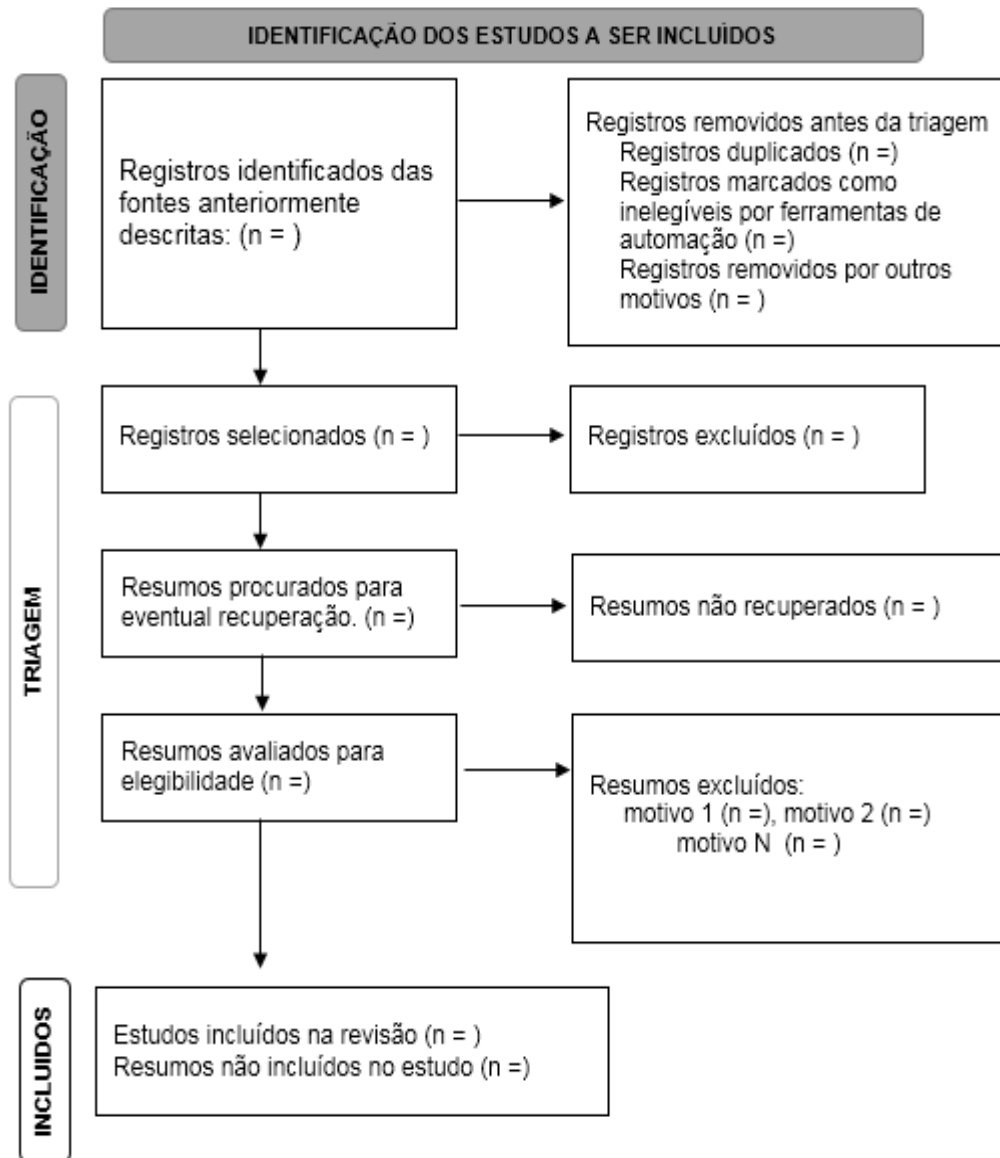 IDENTIFICAÇÃO DOS ESTUDOS A SER INCLUÍDOS
IDENTIFICAÇÃO
Registros identificados das
fontes anteriormente
descritas: (n = )
Registros removidos antes da triagem
Registros duplicados (n =)
Registros marcados como
inelegíveis por ferramentas de
automação (n =)
Registros removidos por outros
motivos (n = )
TRIAGEM
Registros selecionados (n = )
Registros excluídos (n = )
Resumos procurados para
eventual recuperação. (n =)
Resumos não recuperados (n = )
Resumos avaliados para
elegibilidade (n =)
Resumos excluídos:
motivo 1 (n =), motivo 2 (n =)
motivo N (n = )
INCLUIDOS
Estudos incluídos na revisão (n = )
Resumos não incluídos no estudo (n =)